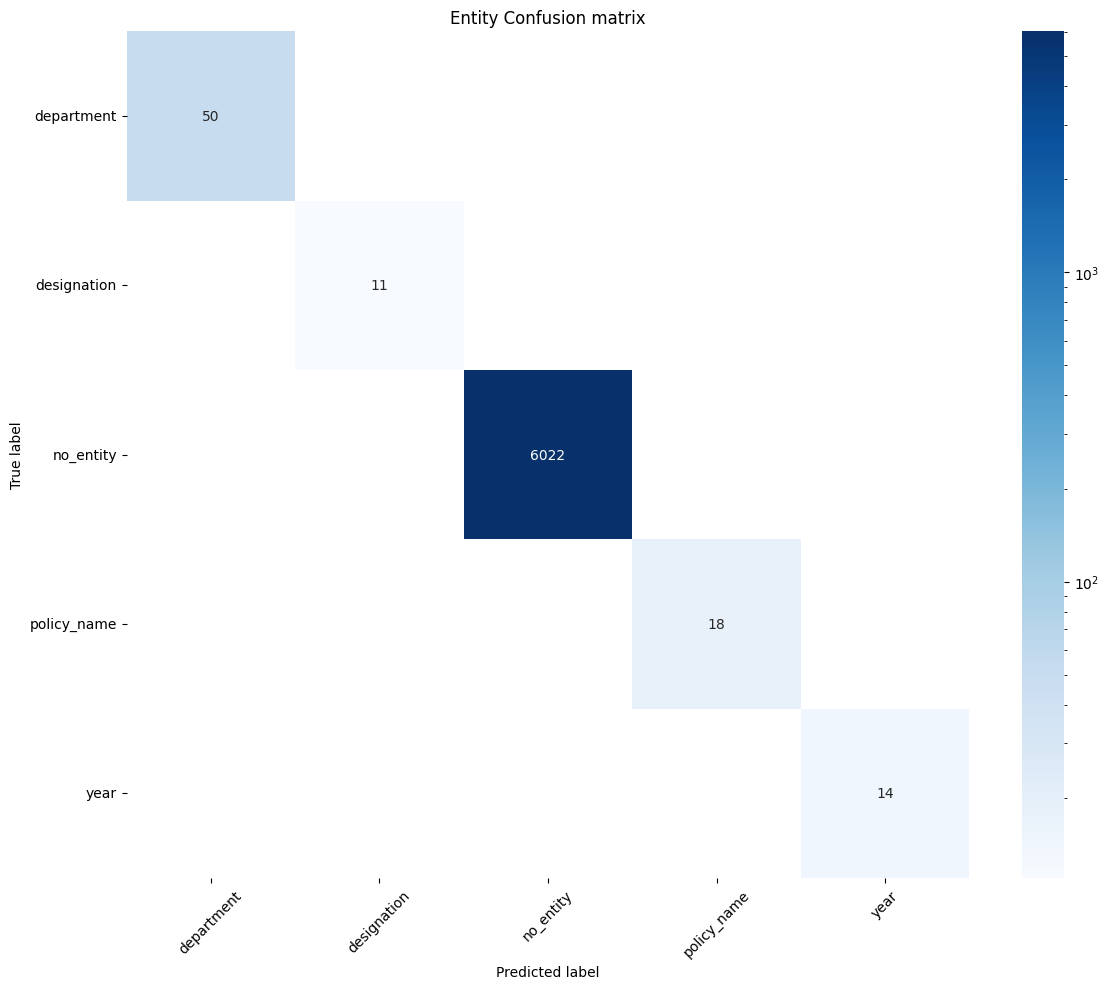 Entity Confusion matrix
department
50
designation
11
10³
True label
no_entity
6022
10²
policy_name
18
year
14
department
designation
no_entity
policy_name
year
Predicted label